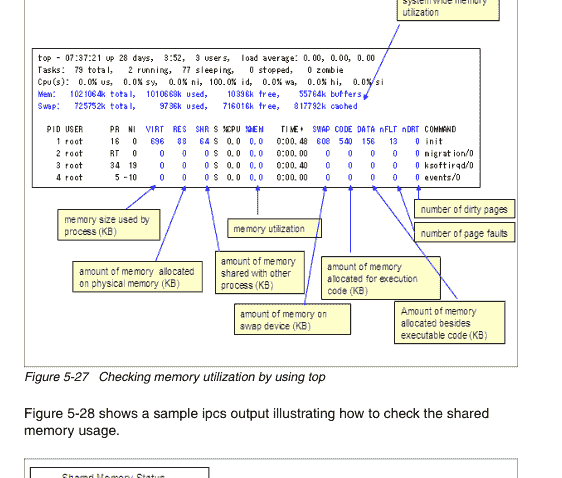 system wide memory
utilization
top - 07:37:21 up 28 days,  3:52,  3 users,  load average: 0.00, 0.00, 0.00
Tasks:  79 total,   2 running,  77 sleeping,   0 stopped,   0 zombie
Cpu(s):  0.0% us,  0.0% sy,  0.0% ni, 100.0% id,  0.0% wa,  0.0% hi,  0.0% si
Mem:   1021064k total,  1010668k used,    10396k free,    55764k buffers
Swap:   725752k total,     9736k used,   716016k free,   817792k cached
PID USER      PR  NI  VIRT  RES  SHR S %CPU %MEM    TIME+  SWAP CODE DATA nFLT nDRT COMMAND
1 root      16   0   696   88   64 S  0.0  0.0   0:00.48  608  540  156   13    0 init
2 root      RT   0     0    0    0 S  0.0  0.0   0:00.00    0    0    0    0    0 migration/0
3 root      34  19     0    0    0 S  0.0  0.0   0:00.40    0    0    0    0    0 ksoftirqd/0
4 root       5 -10     0    0    0 S  0.0  0.0   0:00.00    0    0    0    0    0 events/0
number of dirty pages
memory size used by
process (KB)
memory utilization
number of page faults
amount of memory allocated
on physical memory (KB)
amount of memory
shared with other
process (KB)
amount of memory
allocated for execution
code (KB)
amount of memory on
swap device (KB)
Amount of memory
allocated besides
executable code (KB)
Figure 5-27 Checking memory utilization by using top
Figure 5-28 shows a sample ipcs output illustrating how to check the shared
memory usage.
Shared Memory Status